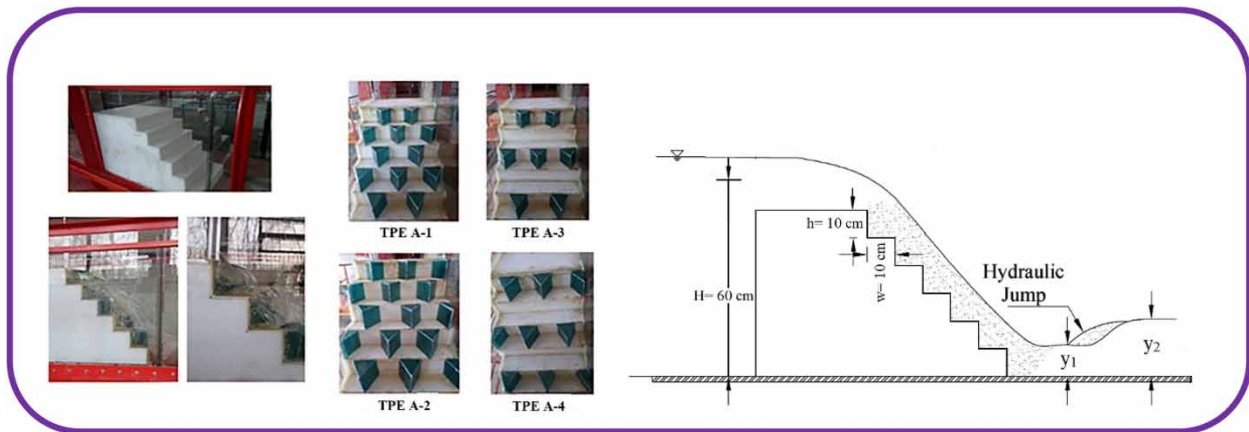 TPE A-1
TPE A-3
TPE A-2
TPE A-4
h= 10 cm
w= 10 cm
H= 60 cm
Hydraulic
Jump
y₁
y₂